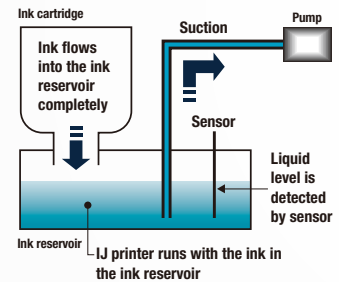 Ink cartridge
Ink flows
into the ink
reservoir
completely
Suction
Pump
Sensor
Liquid
level is
detected
by sensor
Ink reservoir
IJ printer runs with the ink in
the ink reservoir